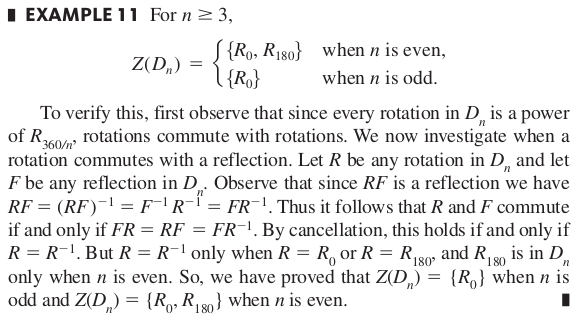 ▮ EXAMPLE 11 For n ≥ 3,
Z(Dₙ) = { {R₀, R₁₈₀} when n is even,
{R₀} when n is odd.
To verify this, first observe that since every rotation in Dₙ is a power
of R₃₆₀/ₙ, rotations commute with rotations. We now investigate when a
rotation commutes with a reflection. Let R be any rotation in Dₙ and let
F be any reflection in Dₙ. Observe that since RF is a reflection we have
RF = (RF)⁻¹ = F⁻¹R⁻¹ = FR⁻¹. Thus it follows that R and F commute
if and only if FR = RF = FR⁻¹. By cancellation, this holds if and only if
R = R⁻¹. But R = R⁻¹ only when R = R₀ or R = R₁₈₀, and R₁₈₀ is in Dₙ
only when n is even. So, we have proved that Z(Dₙ) = {R₀} when n is
odd and Z(Dₙ) = {R₀, R₁₈₀} when n is even. ▮